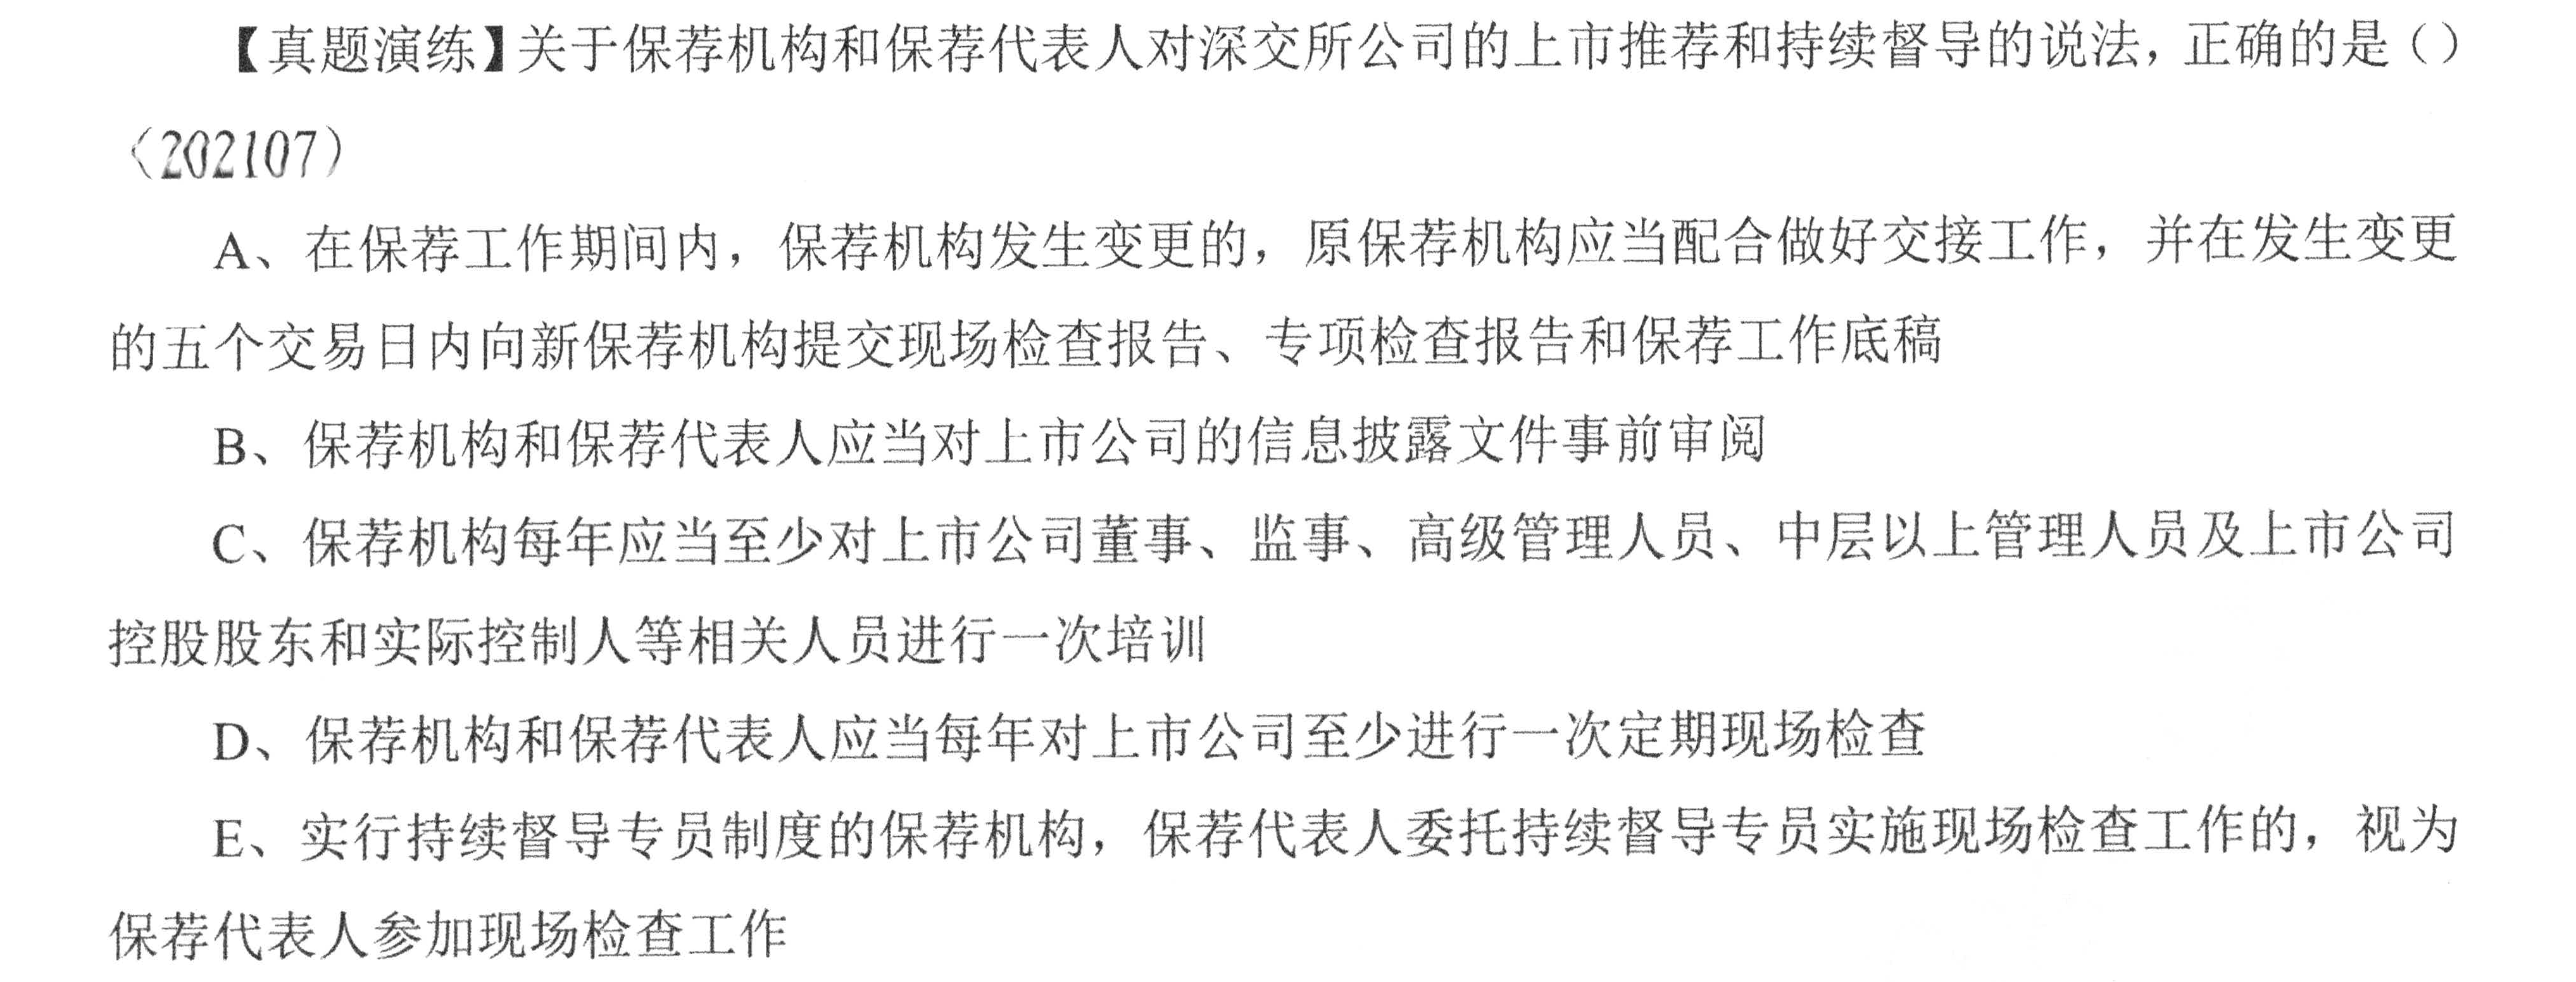 【真题演练】关于保荐机构和保荐代表人对深交所公司的上市推荐和持续督导的说法，正确的是（）
（202107）
A、在保荐工作期间内，保荐机构发生变更的，原保荐机构应当配合做好交接工作，并在发生变更
的五个交易日内向新保荐机构提交现场检查报告、专项检查报告和保荐工作底稿
B、保荐机构和保荐代表人应当对上市公司的信息披露文件事前审阅
C、保荐机构每年应当至少对上市公司董事、监事、高级管理人员、中层以上管理人员及上市公司
控股股东和实际控制人等相关人员进行一次培训
D、保荐机构和保荐代表人应当每年对上市公司至少进行一次定期现场检查
E、实行持续督导专员制度的保荐机构，保荐代表人委托持续督导专员实施现场检查工作的，视为
保荐代表人参加现场检查工作